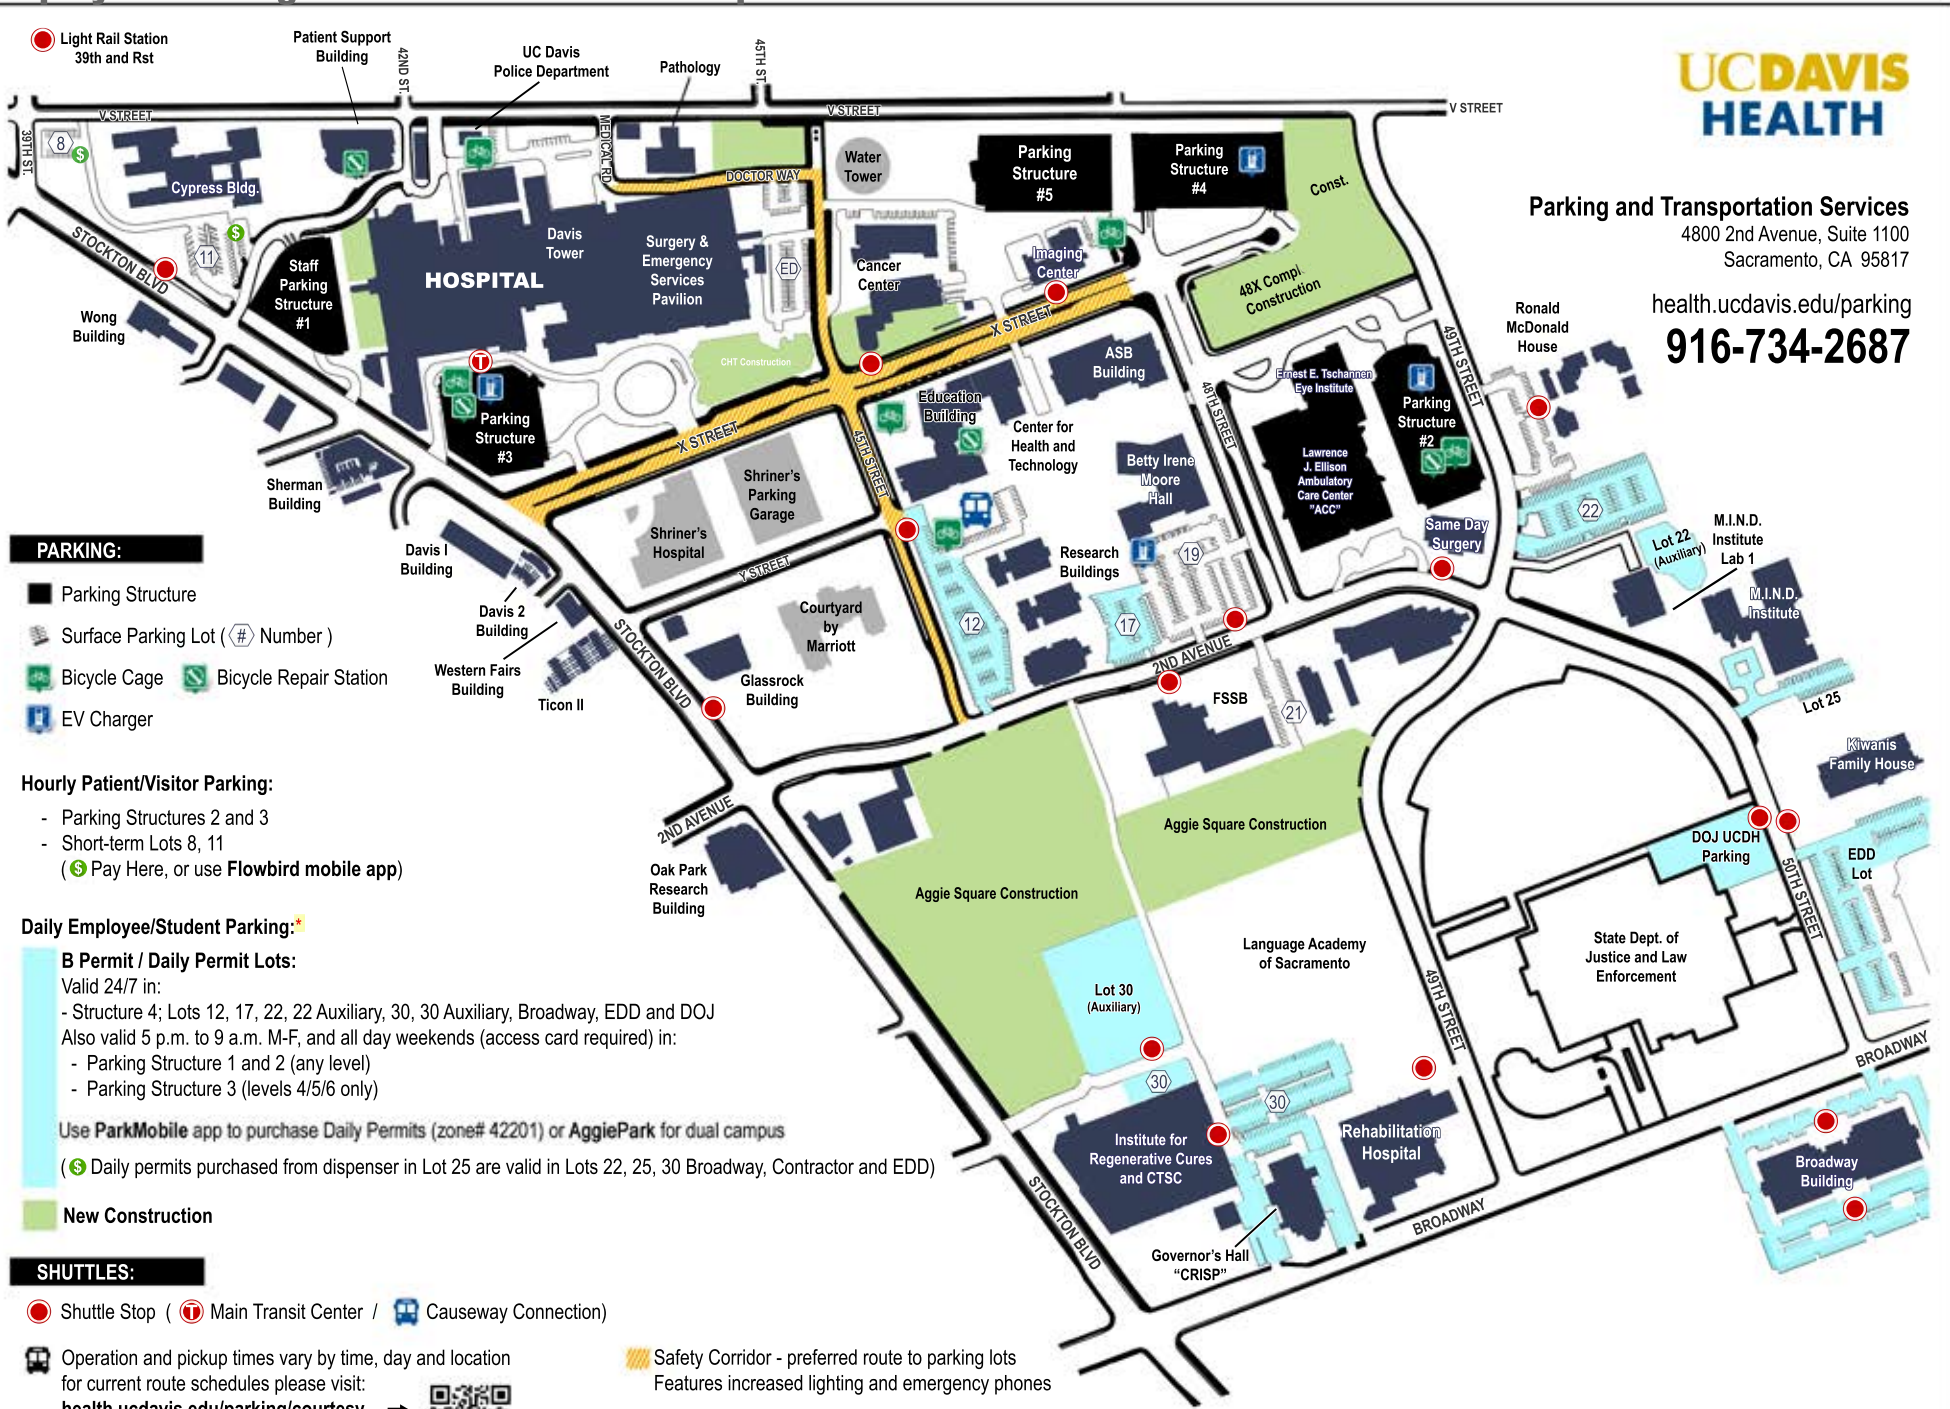 Light Rail Station
39th and Rst
Patient Support
Building
42ND ST.
UC Davis
Police Department
Pathology
45TH ST.
V STREET
V STREET
V STREET
UCDAVIS
HEALTH
39TH ST.
8
$
Cypress Bldg.
MEDICAL RD
DOCTOR WAY
Water
Tower
Parking
Structure
#5
Parking
Structure
#4
Const.
Parking and Transportation Services
4800 2nd Avenue, Suite 1100
Sacramento, CA 95817
health.ucdavis.edu/parking
916-734-2687
STOCKTON BLVD
11
$
Staff
Parking
Structure
#1
HOSPITAL
Davis
Tower
Surgery &
Emergency
Services
Pavilion
ED
Cancer
Center
Imaging
Center
48X Compl.
Construction
Wong
Building
X STREET
CHT Construction
ASB
Building
48TH STREET
Ernest E. Tschannen
Eye Institute
49TH STREET
Ronald
McDonald
House
T
Parking
Structure
#3
X STREET
Education
Building
45TH STREET
Center for
Health and
Technology
Betty Irene
Moore
Hall
Lawrence
J. Ellison
Ambulatory
Care Center
"ACC"
Parking
Structure
#2
Sherman
Building
Shriner's
Parking
Garage
Shriner's
Hospital
Y STREET
Same Day
Surgery
22
Lot 22
(Auxiliary)
M.I.N.D.
Institute
Lab 1
M.I.N.D.
Institute
Davis I
Building
Davis 2
Building
Western Fairs
Building
Ticon II
STOCKTON BLVD
Courtyard
by
Marriott
Glassrock
Building
12
Research
Buildings
17
19
2ND AVENUE
FSSB
21
Lot 25
Kiwanis
Family House
PARKING:
Parking Structure
Surface Parking Lot ( # Number )
Bicycle Cage
Bicycle Repair Station
EV Charger
Hourly Patient/Visitor Parking:
- Parking Structures 2 and 3
- Short-term Lots 8, 11
( $ Pay Here, or use Flowbird mobile app)
Daily Employee/Student Parking:*
B Permit / Daily Permit Lots:
Valid 24/7 in:
- Structure 4; Lots 12, 17, 22, 22 Auxiliary, 30, 30 Auxiliary, Broadway, EDD and DOJ
Also valid 5 p.m. to 9 a.m. M-F, and all day weekends (access card required) in:
- Parking Structure 1 and 2 (any level)
- Parking Structure 3 (levels 4/5/6 only)
Use ParkMobile app to purchase Daily Permits (zone# 42201) or AggiePark for dual campus
( $ Daily permits purchased from dispenser in Lot 25 are valid in Lots 22, 25, 30 Broadway, Contractor and EDD)
New Construction
2ND AVENUE
Oak Park
Research
Building
Aggie Square Construction
Aggie Square Construction
DOJ UCDH
Parking
EDD
Lot
50TH STREET
Language Academy
of Sacramento
State Dept. of
Justice and Law
Enforcement
Lot 30
(Auxiliary)
49TH STREET
BROADWAY
30
30
Institute for
Regenerative Cures
and CTSC
Rehabilitation
Hospital
Broadway
Building
STOCKTON BLVD
Governor's Hall
"CRISP"
BROADWAY
SHUTTLES:
Shuttle Stop ( T Main Transit Center / Causeway Connection)
Operation and pickup times vary by time, day and location
for current route schedules please visit:
health.ucdavis.edu/parking/courtesy
Safety Corridor - preferred route to parking lots
Features increased lighting and emergency phones